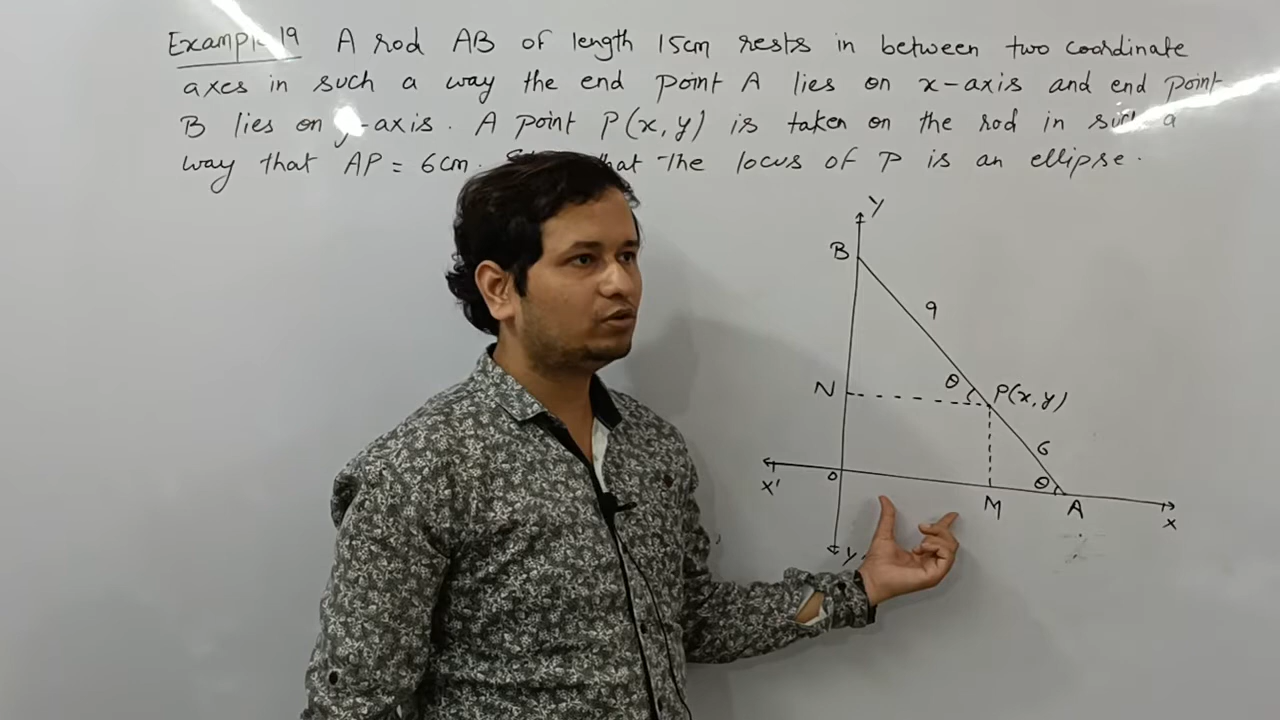 Example 19 A rod AB of length 15cm rests in between two coordinate
axes in such a way the end point A lies on x-axis and end point
B lies on y-axis. A point P(x, y) is taken on the rod in such a
way that AP = 6cm. that the locus of P is an ellipse.
Y
B
9
N
θ
P(x, y)
6
θ
X'
O
M
A
X
Y'